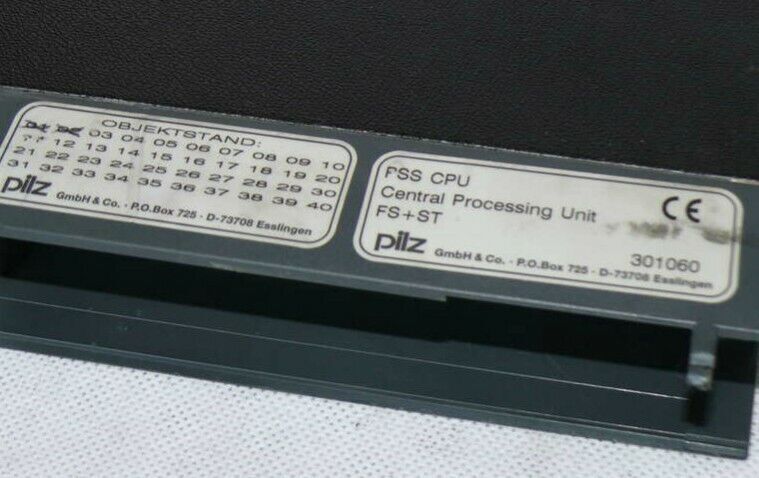 OBJEKTSTAND:
03 04 05 06 07 08 09 10
12 13 14 15 16 17 18 19 20
21 22 23 24 25 26 27 28 29 30
31 32 33 34 35 36 37 38 39 40
pilz GmbH & Co. · P.O.Box 725 · D-73708 Esslingen
PSS CPU
Central Processing Unit
FS+ST
CE
301060
pilz GmbH & Co. · P.O.Box 725 · D-73708 Esslingen